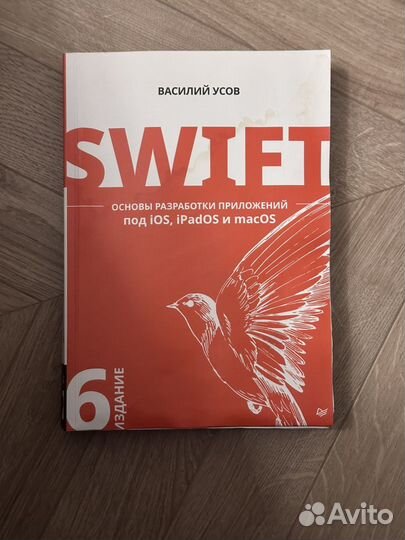 ВАСИЛИЙ УСОВ
SWIFT
ОСНОВЫ РАЗРАБОТКИ ПРИЛОЖЕНИЙ
под iOS, iPadOS и macOS
6
ИЗДАНИЕ
Avito